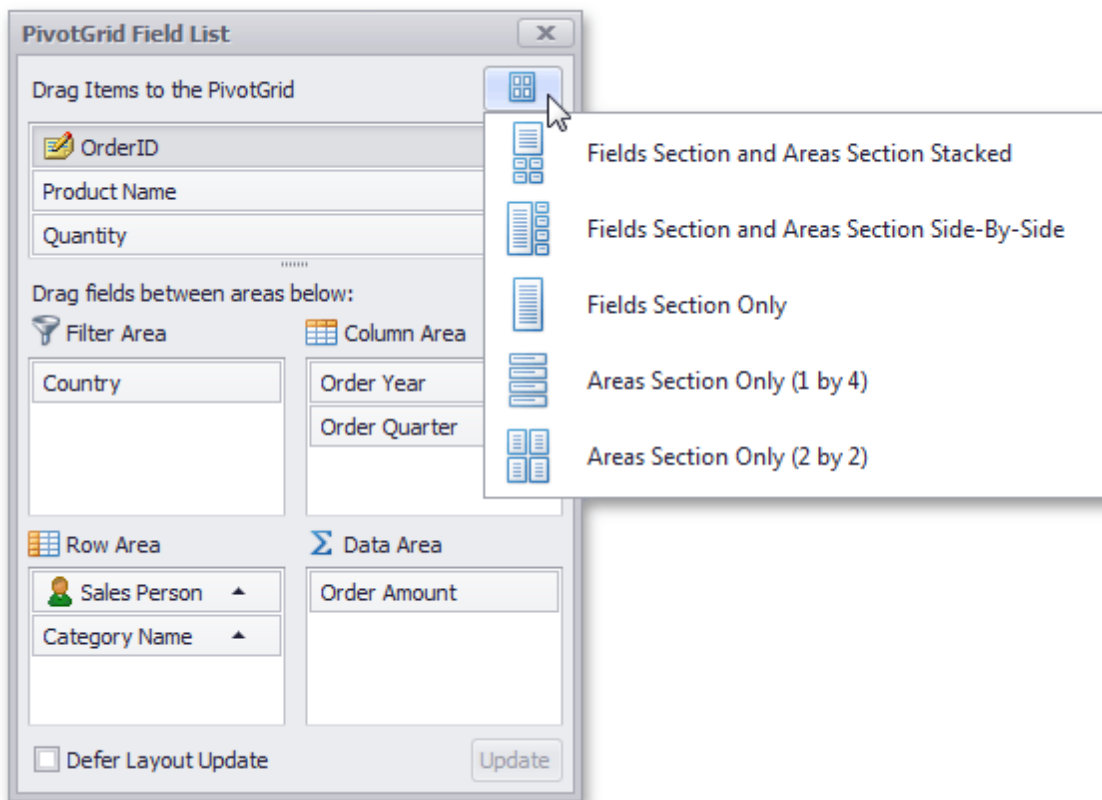 PivotGrid Field List
Drag Items to the PivotGrid
OrderID
Product Name
Quantity
Fields Section and Areas Section Stacked
Fields Section and Areas Section Side-By-Side
Fields Section Only
Areas Section Only (1 by 4)
Areas Section Only (2 by 2)
Drag fields between areas below:
Filter Area
Country
Column Area
Order Year
Order Quarter
Row Area
Sales Person
Category Name
Data Area
Order Amount
Defer Layout Update
Update